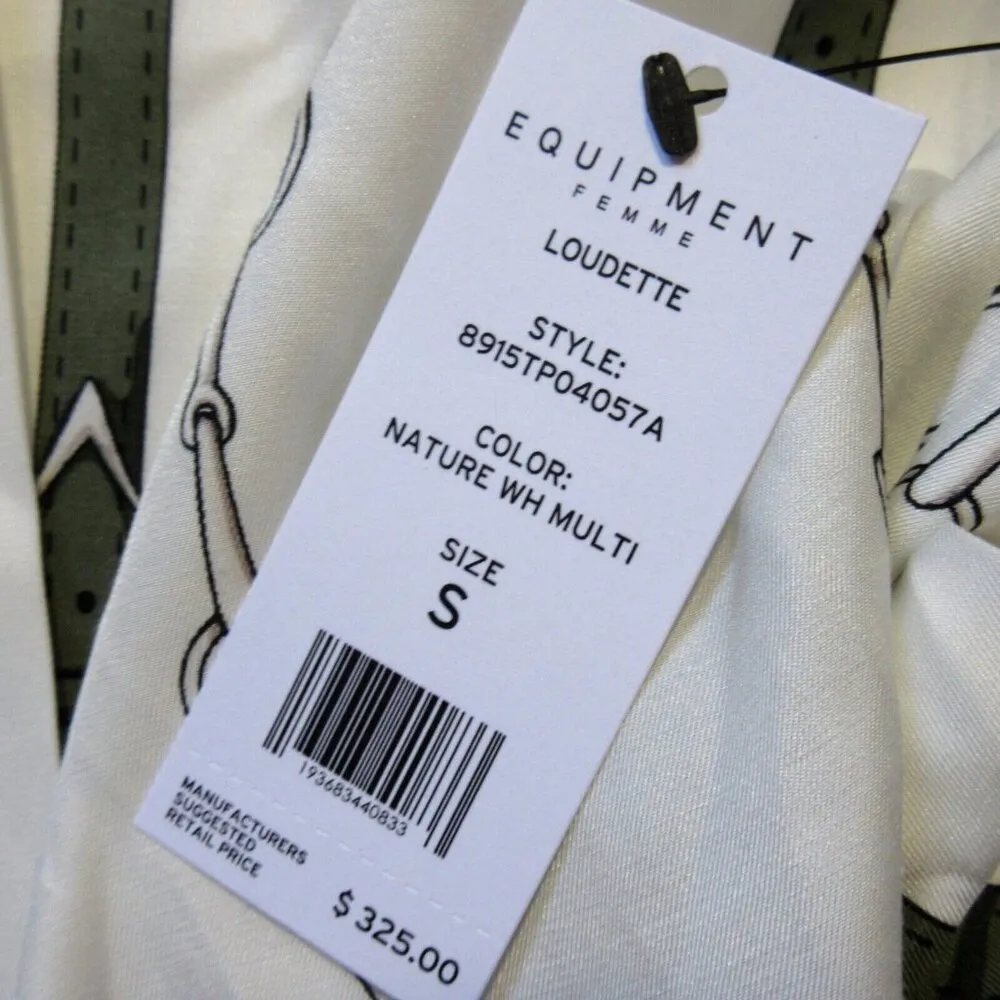 EQUIPMENT
FEMME
LOUDETTE
STYLE:
8915TP04057A
COLOR:
NATURE WH MULTI
SIZE
S
193683440833
MANUFACTURERS
SUGGESTED
RETAIL PRICE
$325.00